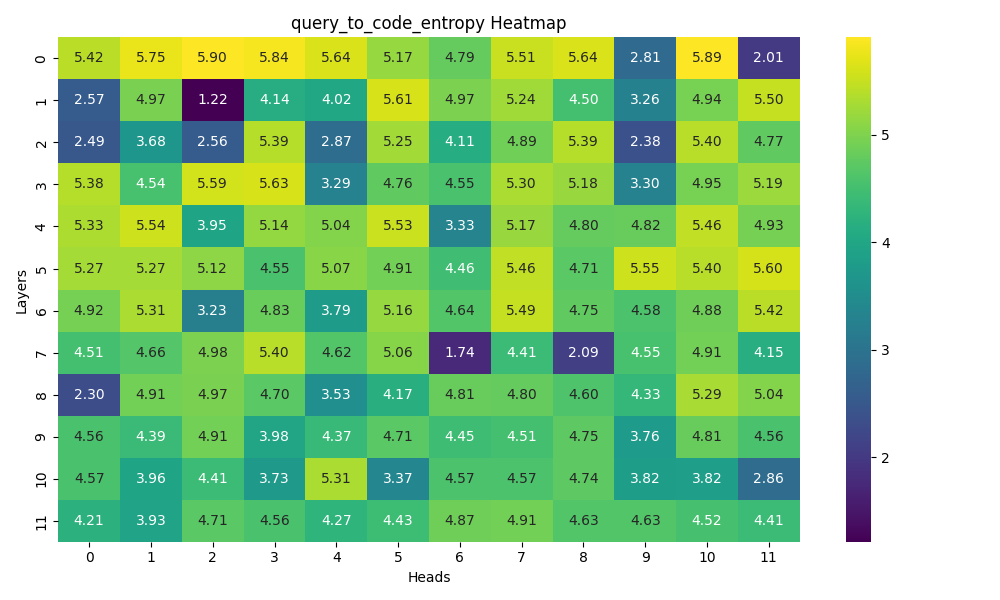 query_to_code_entropy Heatmap
0 5.42 5.75 5.90 5.84 5.64 5.17 4.79 5.51 5.64 2.81 5.89 2.01
1 2.57 4.97 1.22 4.14 4.02 5.61 4.97 5.24 4.50 3.26 4.94 5.50
2 2.49 3.68 2.56 5.39 2.87 5.25 4.11 4.89 5.39 2.38 5.40 4.77
3 5.38 4.54 5.59 5.63 3.29 4.76 4.55 5.30 5.18 3.30 4.95 5.19
4 5.33 5.54 3.95 5.14 5.04 5.53 3.33 5.17 4.80 4.82 5.46 4.93
5 5.27 5.27 5.12 4.55 5.07 4.91 4.46 5.46 4.71 5.55 5.40 5.60
6 4.92 5.31 3.23 4.83 3.79 5.16 4.64 5.49 4.75 4.58 4.88 5.42
7 4.51 4.66 4.98 5.40 4.62 5.06 1.74 4.41 2.09 4.55 4.91 4.15
8 2.30 4.91 4.97 4.70 3.53 4.17 4.81 4.80 4.60 4.33 5.29 5.04
9 4.56 4.39 4.91 3.98 4.37 4.71 4.45 4.51 4.75 3.76 4.81 4.56
10 4.57 3.96 4.41 3.73 5.31 3.37 4.57 4.57 4.74 3.82 3.82 2.86
11 4.21 3.93 4.71 4.56 4.27 4.43 4.87 4.91 4.63 4.63 4.52 4.41
0 1 2 3 4 5 6 7 8 9 10 11
Heads
Layers
5
4
3
2